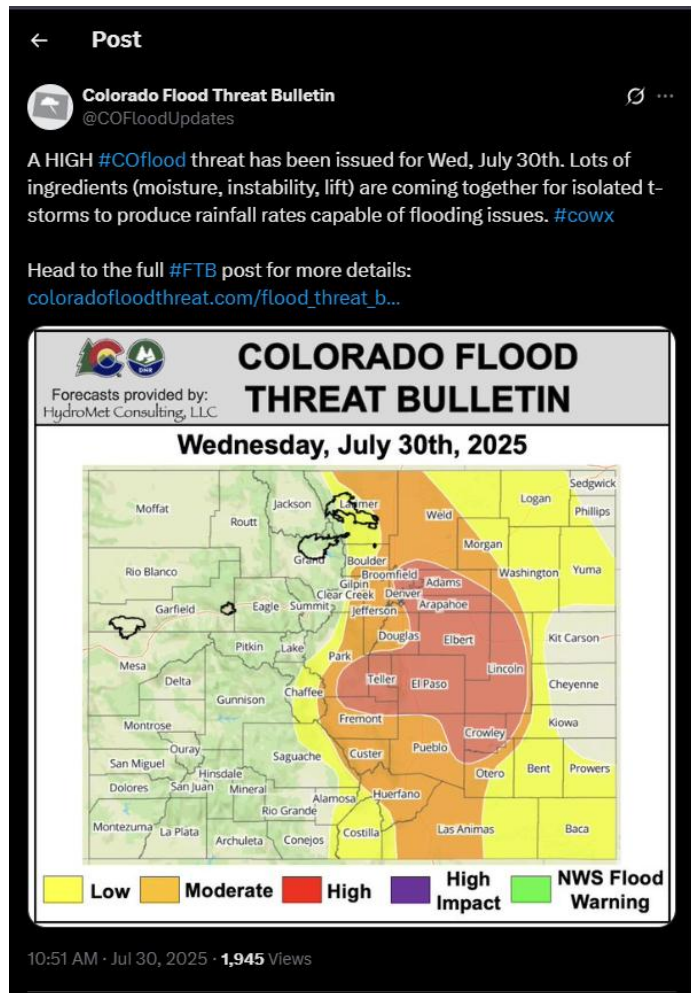 ← Post
Colorado Flood Threat Bulletin
@COFloodUpdates
A HIGH #COflood threat has been issued for Wed, July 30th. Lots of
ingredients (moisture, instability, lift) are coming together for isolated t-
storms to produce rainfall rates capable of flooding issues. #cowx
Head to the full #FTB post for more details:
coloradofloodthreat.com/flood_threat_b...
DNR
Forecasts provided by:
HydroMet Consulting, LLC
COLORADO FLOOD
THREAT BULLETIN
Wednesday, July 30th, 2025
Sedgwick
Moffat
Jackson
Larimer
Logan
Phillips
Routt
Weld
Morgan
Rio Blanco
Grand
Boulder
Broomfield
Adams
Washington
Yuma
Gilpin
Clear Creek
Denver
Garfield
Eagle
Summit
Jefferson
Arapahoe
Pitkin
Lake
Park
Douglas
Elbert
Kit Carson
Mesa
Delta
Gunnison
Chaffee
Teller
El Paso
Lincoln
Cheyenne
Montrose
Fremont
Crowley
Kiowa
Ouray
Saguache
Custer
Pueblo
San Miguel
Hinsdale
Otero
Bent
Prowers
Dolores
San Juan
Mineral
Alamosa
Huerfano
Rio Grande
Montezuma
La Plata
Archuleta
Conejos
Costilla
Las Animas
Baca
Low
Moderate
High
High
Impact
NWS Flood
Warning
10:51 AM · Jul 30, 2025 · 1,945 Views